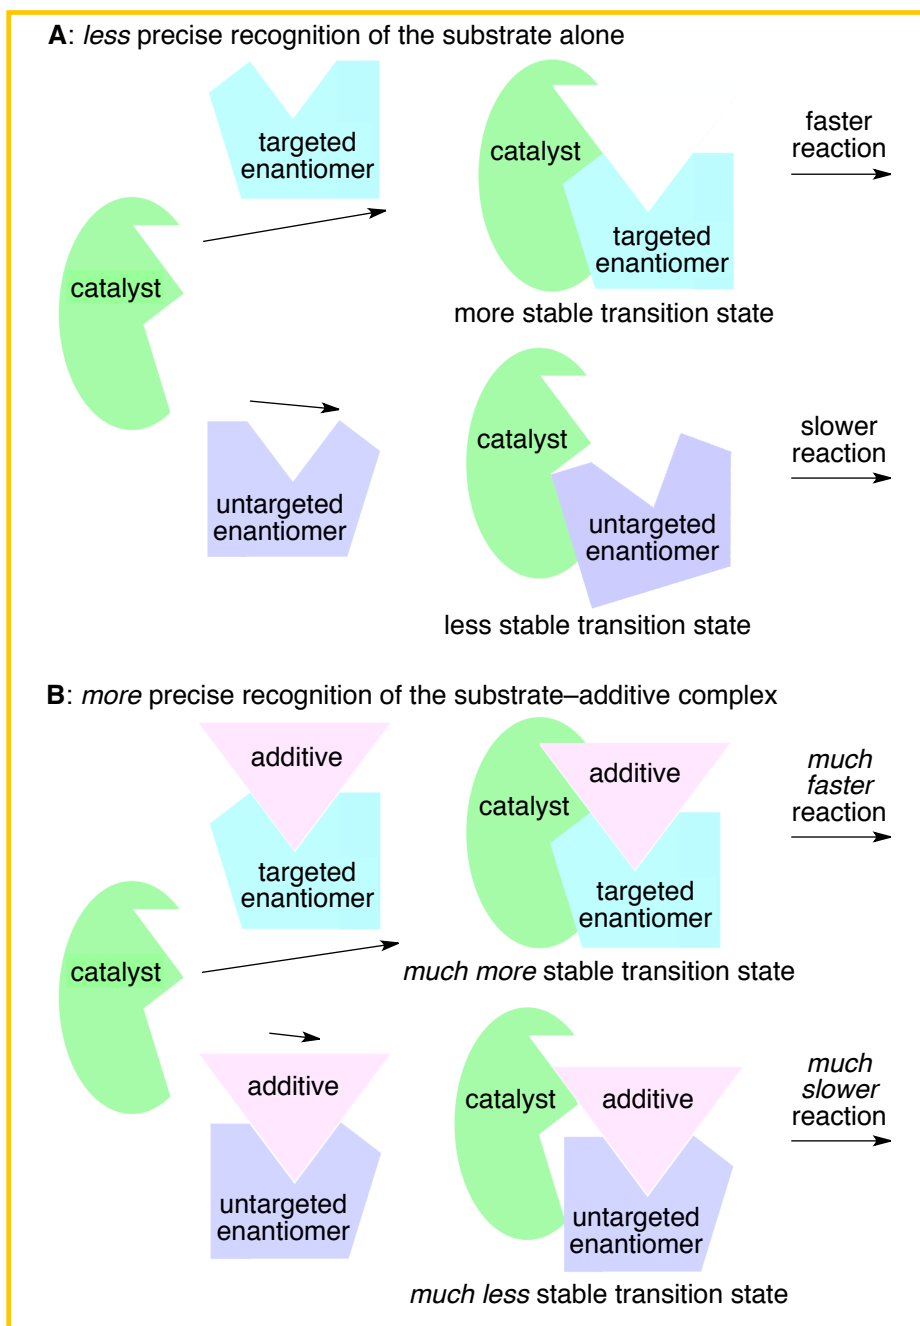 A: less precise recognition of the substrate alone
targeted
enantiomer
catalyst
faster
reaction
catalyst
targeted
enantiomer
more stable transition state
untargeted
enantiomer
catalyst
untargeted
enantiomer
slower
reaction
less stable transition state
B: more precise recognition of the substrate–additive complex
additive
targeted
enantiomer
additive
catalyst
targeted
enantiomer
much
faster
reaction
catalyst
much more stable transition state
additive
untargeted
enantiomer
catalyst
additive
untargeted
enantiomer
much
slower
reaction
much less stable transition state